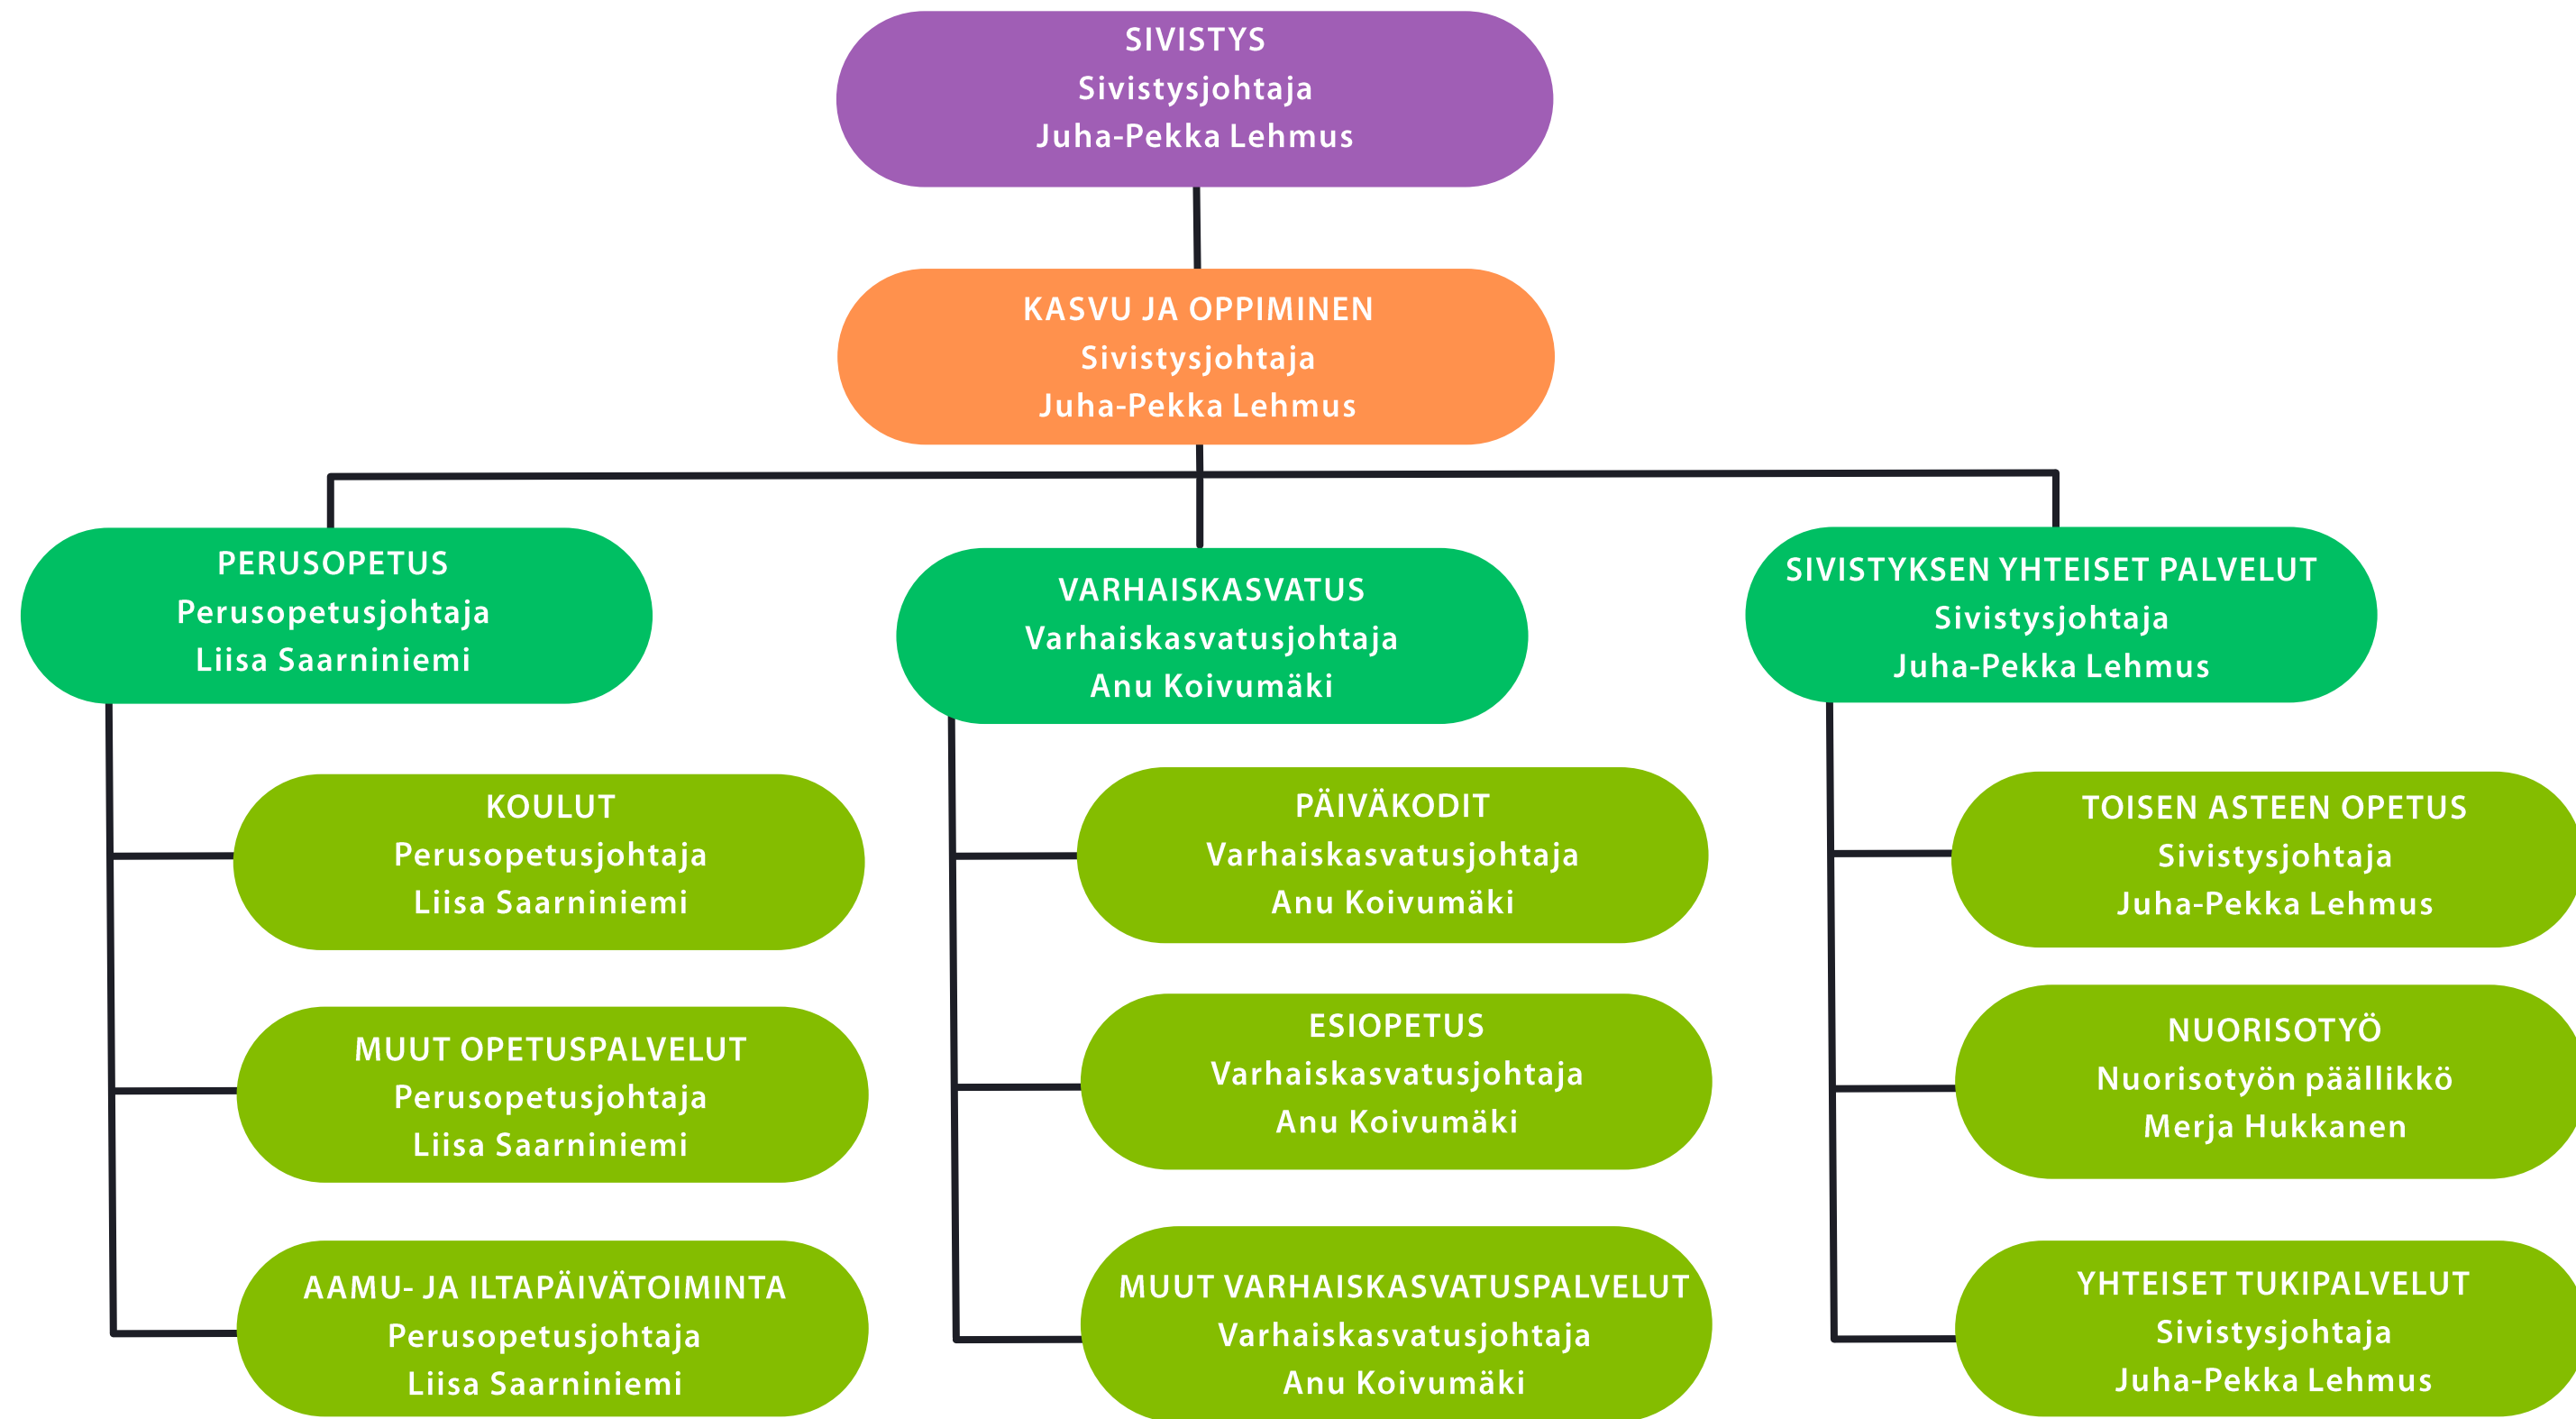 SIVISTYS
Sivistysjohtaja
Juha-Pekka Lehmus
KASVU JA OPPIMINEN
Sivistysjohtaja
Juha-Pekka Lehmus
PERUSOPETUS
Perusopetusjohtaja
Liisa Saarniniemi
KOULUT
Perusopetusjohtaja
Liisa Saarniniemi
MUUT OPETUSPALVELUT
Perusopetusjohtaja
Liisa Saarniniemi
AAMU- JA ILTAPÄIVÄTOIMINTA
Perusopetusjohtaja
Liisa Saarniniemi
VARHAISKASVATUS
Varhaiskasvatusjohtaja
Anu Koivumäki
PÄIVÄKODIT
Varhaiskasvatusjohtaja
Anu Koivumäki
ESIOPETUS
Varhaiskasvatusjohtaja
Anu Koivumäki
MUUT VARHAISKASVATUSPALVELUT
Varhaiskasvatusjohtaja
Anu Koivumäki
SIVISTYKSEN YHTEISET PALVELUT
Sivistysjohtaja
Juha-Pekka Lehmus
TOISEN ASTEEN OPETUS
Sivistysjohtaja
Juha-Pekka Lehmus
NUORISOTYÖ
Nuorisotyön päällikkö
Merja Hukkanen
YHTEISET TUKIPALVELUT
Sivistysjohtaja
Juha-Pekka Lehmus